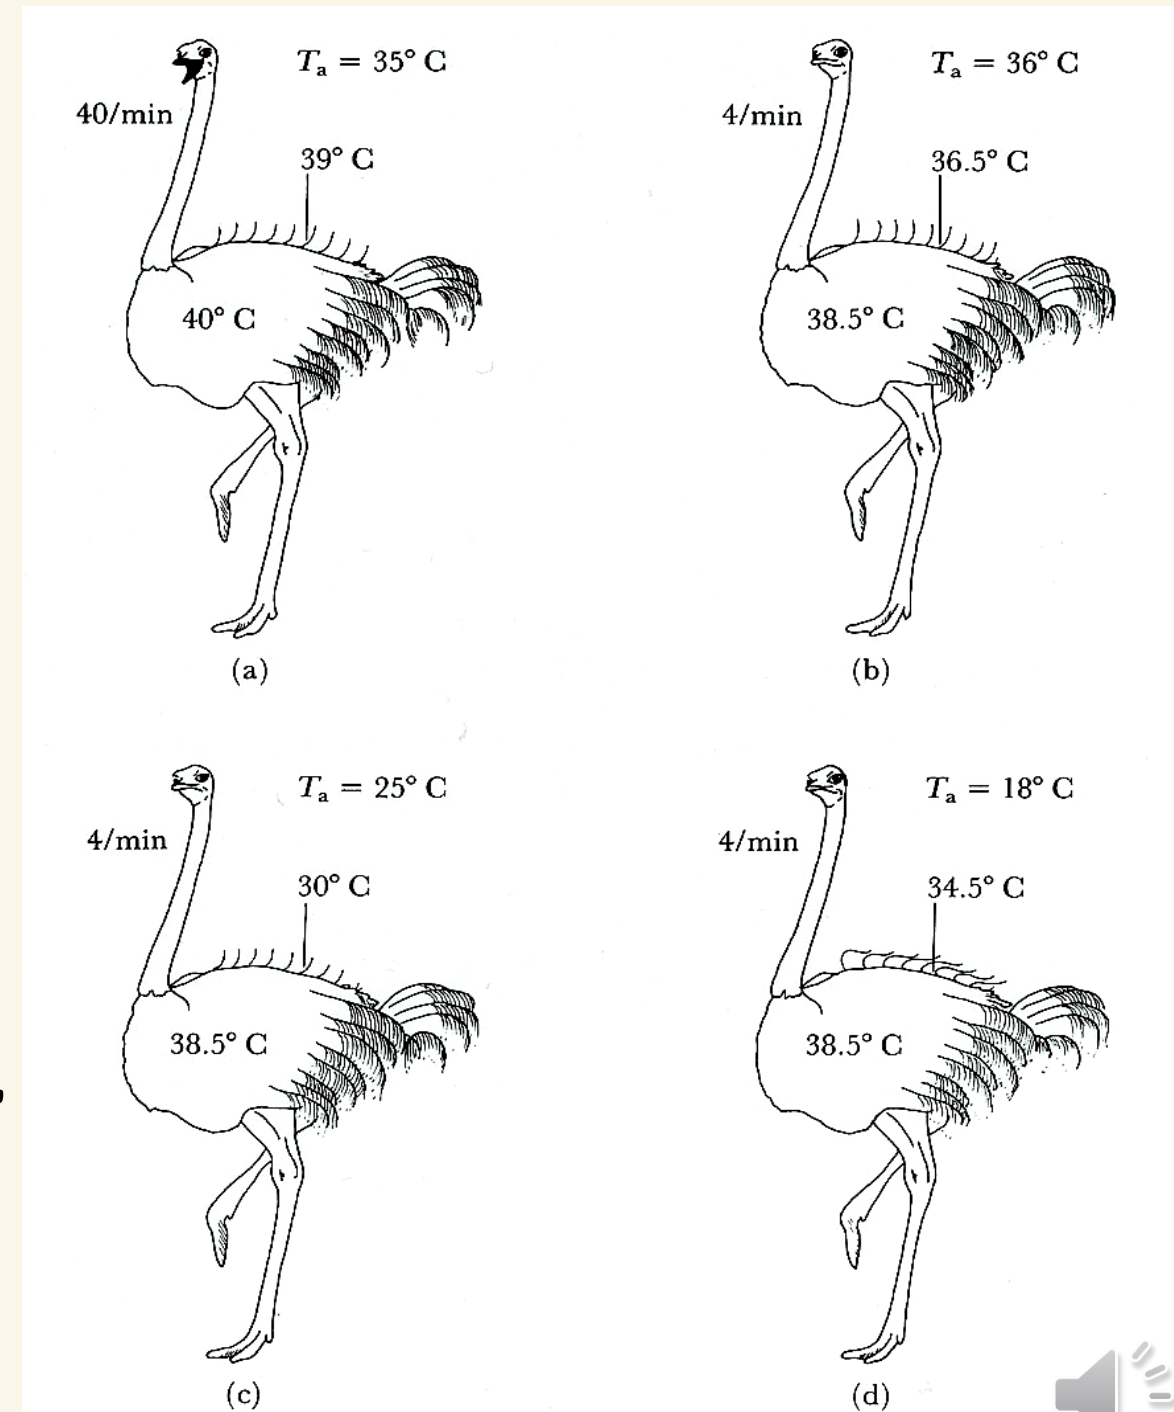 Tₐ = 35° C
40/min
39° C
40° C
(a)
Tₐ = 36° C
4/min
36.5° C
38.5° C
(b)
Tₐ = 25° C
4/min
30° C
38.5° C
(c)
Tₐ = 18° C
4/min
34.5° C
38.5° C
(d)